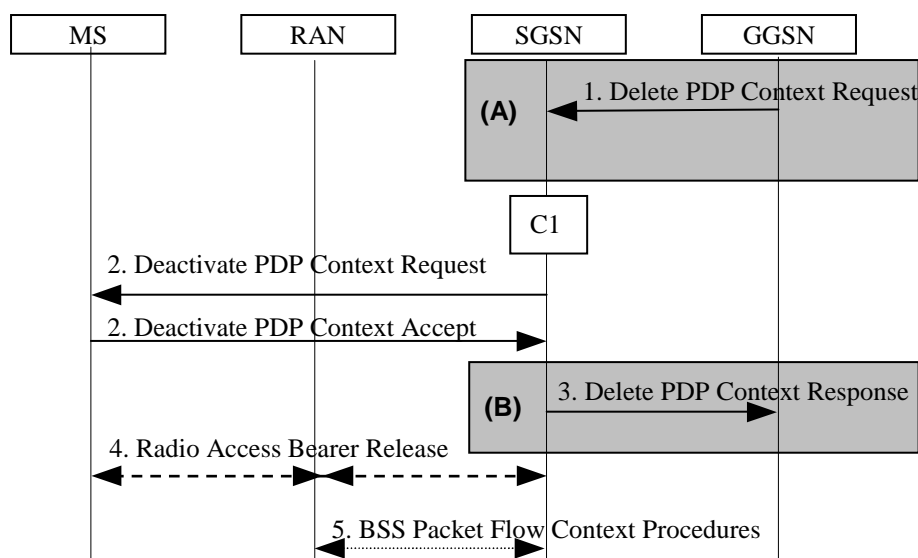 MS RAN SGSN GGSN
1. Delete PDP Context Request
(A)
C1
2. Deactivate PDP Context Request
2. Deactivate PDP Context Accept
3. Delete PDP Context Response
(B)
4. Radio Access Bearer Release
5. BSS Packet Flow Context Procedures